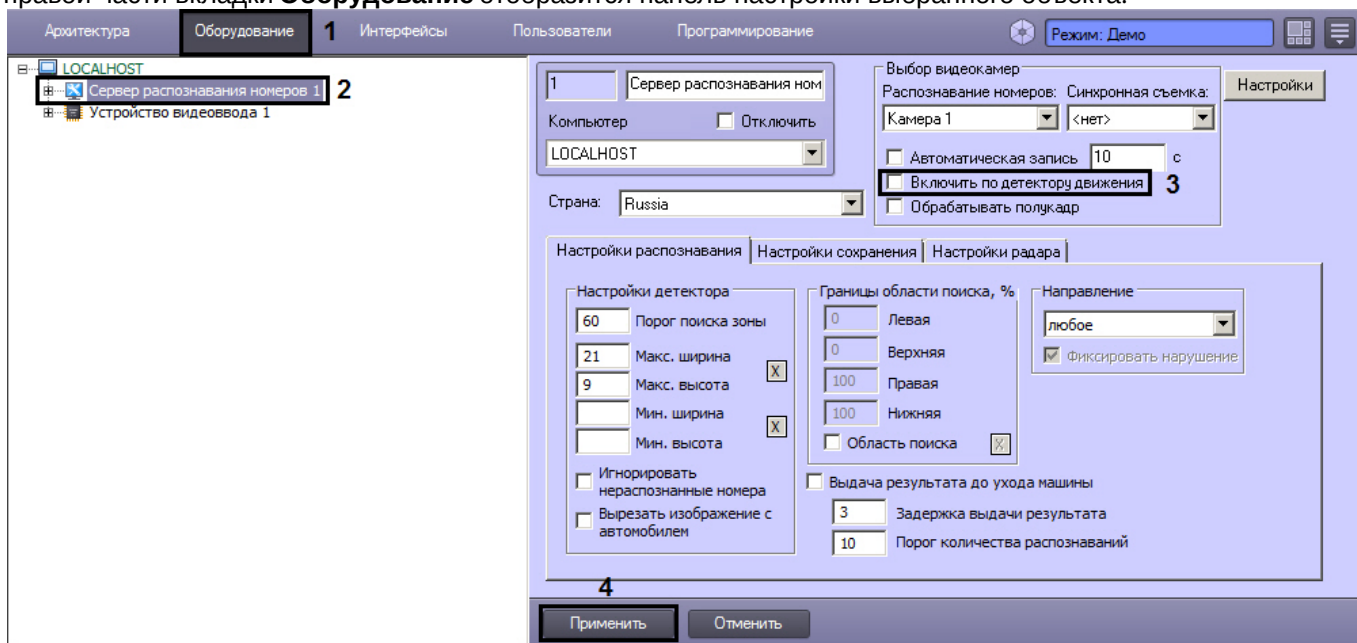 правой части вкладки Оборудование отобразится панель настройки выбранного объекта.
Архитектура Оборудование 1 Интерфейсы Пользователи Программирование Режим: Демо
LOCALHOST
Сервер распознавания номеров 1 2
Устройство видеоввода 1
1 Сервер распознавания ном
Компьютер Отключить
LOCALHOST
Страна: Russia
Выбор видеокамер
Распознавание номеров: Синхронная съемка:
Камера 1 <нет>
Автоматическая запись 10 с
Включить по детектору движения 3
Обрабатывать полукадр
Настройки
Настройки распознавания Настройки сохранения Настройки радара
Настройки детектора
60 Порог поиска зоны
21 Макс. ширина
X
9 Макс. высота
Мин. ширина
X
Мин. высота
Игнорировать
нераспознанные номера
Вырезать изображение с
автомобилем
Границы области поиска, %
0 Левая
0 Верхняя
100 Правая
100 Нижняя
Область поиска X
Направление
любое
Фиксировать нарушение
Выдача результата до ухода машины
3 Задержка выдачи результата
10 Порог количества распознаваний
4
Применить Отменить